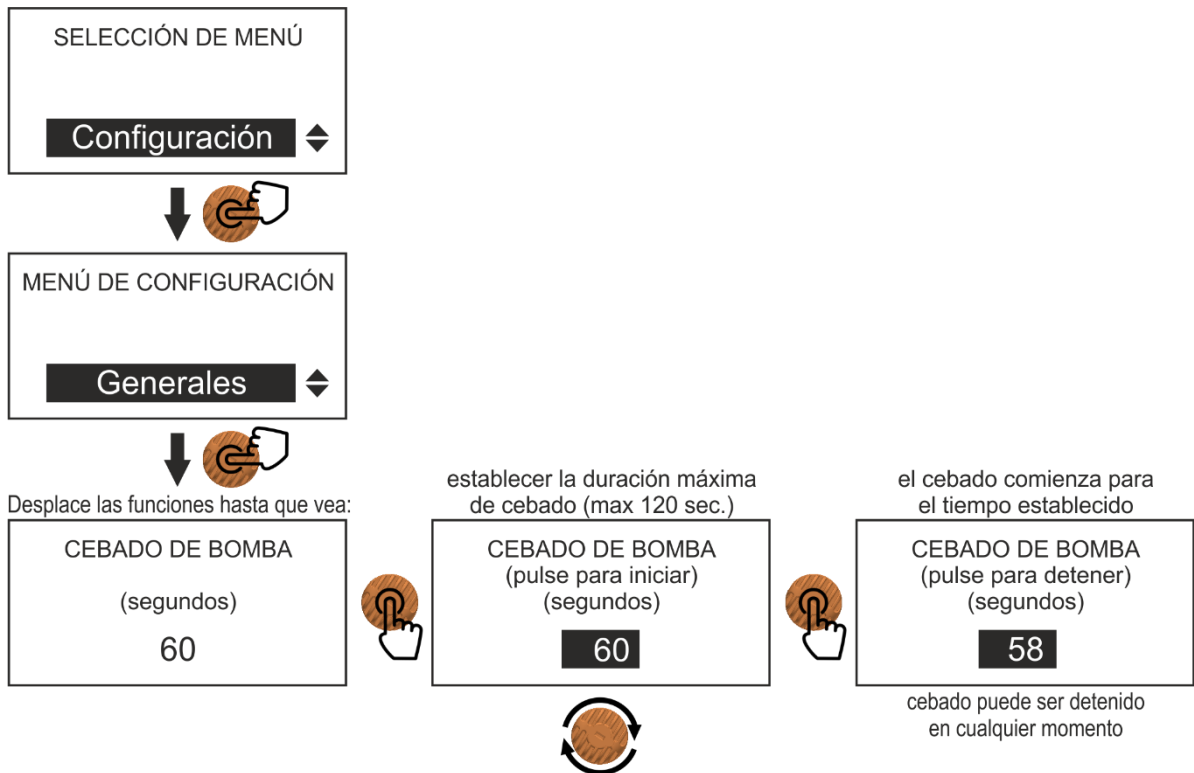 SELECCIÓN DE MENÚ
Configuración
MENÚ DE CONFIGURACIÓN
Generales
Desplace las funciones hasta que vea:
CEBADO DE BOMBA
(segundos)
60
establecer la duración máxima
de cebado (max 120 sec.)
CEBADO DE BOMBA
(pulse para iniciar)
(segundos)
60
el cebado comienza para
el tiempo establecido
CEBADO DE BOMBA
(pulse para detener)
(segundos)
58
cebado puede ser detenido
en cualquier momento